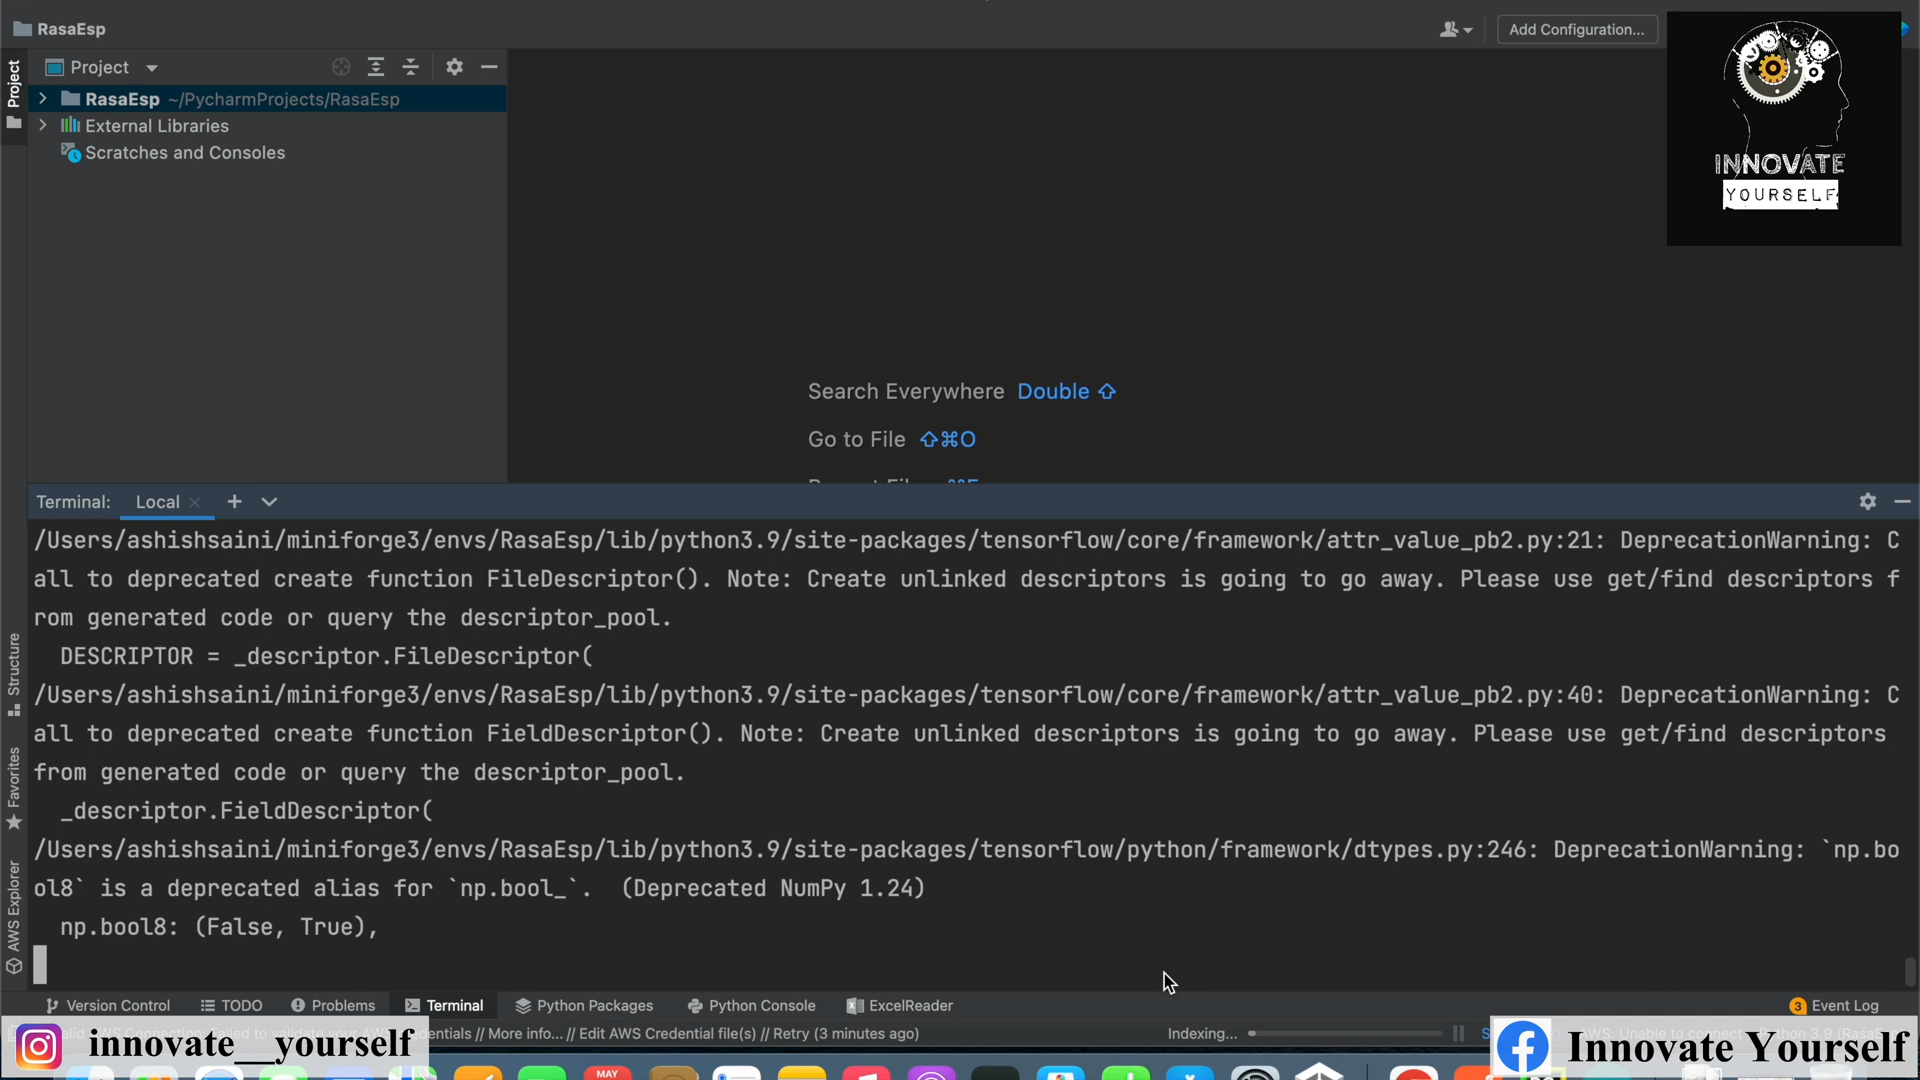 RasaEsp
Add Configuration...
Project
Project
RasaEsp ~/PycharmProjects/RasaEsp
External Libraries
Scratches and Consoles
INNOVATE
YOURSELF
Search Everywhere Double ⇧
Go to File ⇧⌘O
Terminal: Local
/Users/ashishsaini/miniforge3/envs/RasaEsp/lib/python3.9/site-packages/tensorflow/core/framework/attr_value_pb2.py:21: DeprecationWarning: C
all to deprecated create function FileDescriptor(). Note: Create unlinked descriptors is going to go away. Please use get/find descriptors f
rom generated code or query the descriptor_pool.
DESCRIPTOR = _descriptor.FileDescriptor(
/Users/ashishsaini/miniforge3/envs/RasaEsp/lib/python3.9/site-packages/tensorflow/core/framework/attr_value_pb2.py:40: DeprecationWarning: C
all to deprecated create function FieldDescriptor(). Note: Create unlinked descriptors is going to go away. Please use get/find descriptors
from generated code or query the descriptor_pool.
_descriptor.FieldDescriptor(
/Users/ashishsaini/miniforge3/envs/RasaEsp/lib/python3.9/site-packages/tensorflow/python/framework/dtypes.py:246: DeprecationWarning: `np.bo
ol8` is a deprecated alias for `np.bool_`.  (Deprecated NumPy 1.24)
np.bool8: (False, True),
Structure
Favorites
AWS Explorer
Version Control TODO Problems Terminal Python Packages Python Console ExcelReader 3 Event Log
// More info... // Edit AWS Credential file(s) // Retry (3 minutes ago) Indexing...
innovate__yourself
Innovate Yourself
MAY